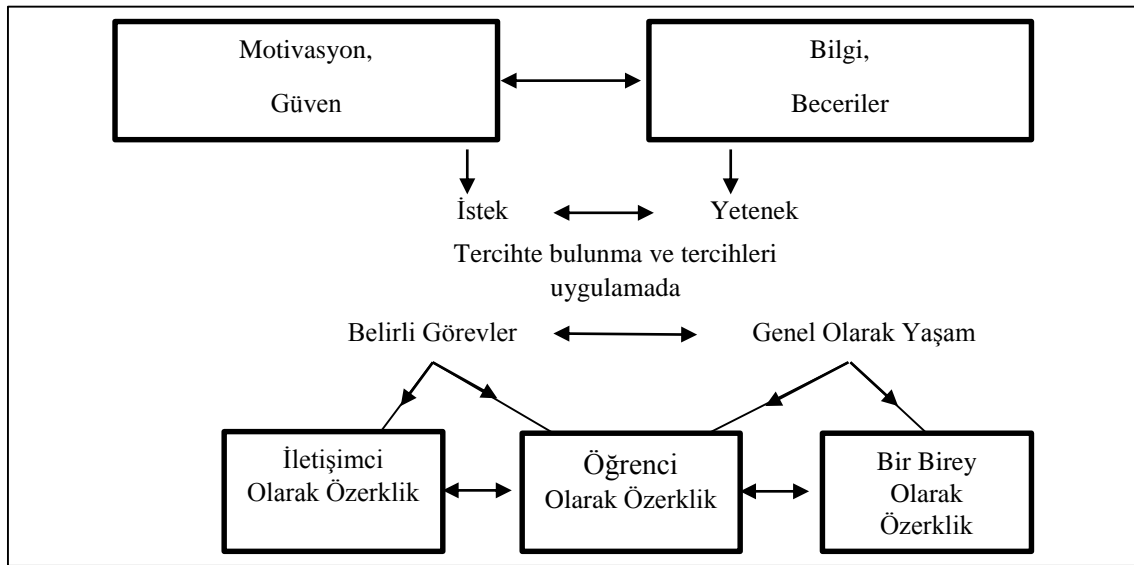 Motivasyon,
Güven
Bilgi,
Beceriler
İstek
Yetenek
Tercihte bulunma ve tercihleri
uygulamada
Belirli Görevler
Genel Olarak Yaşam
İletişimci
Olarak Özerklik
Öğrenci
Olarak Özerklik
Bir Birey
Olarak
Özerklik